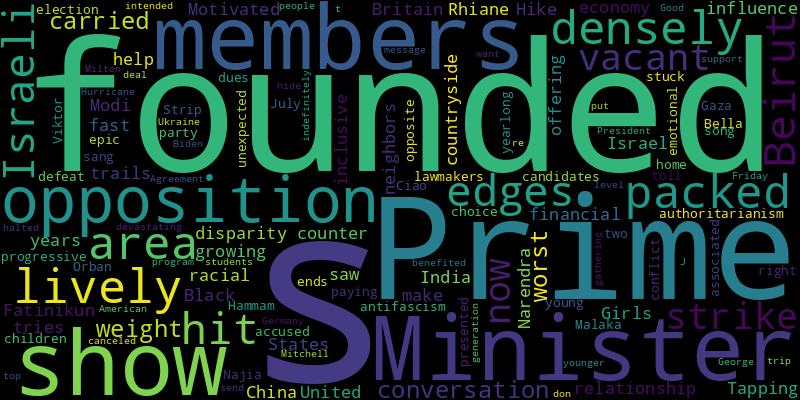 founded
S
Prime
Minister
members
show
opposition
packed
densely
lively
hit
area
edges
Israeli
Beirut
vacant
strike
now
worst
weight
conversation
carried
help
Modi
fast
epic
sang
defeat
trails
years
progressive
Orban
halted
devastating
program
American
students
canceled
Fatinikun
tries
children
top
send
Najia
Hammam
accused
States
Mitchell
China
United
Germany
paying
ends
saw
racial
Black
growing
disparity
counter
Agreement
Biden
Ukraine
party
Strip
dues
July
unexpected
indefinitely
hide
inclusive
Motivated
intended
people
t
Britain
Rhiane
Hike
message
want
economy
Good
support
influence
election
Milton
deal
Hurricane
Viktor
neighbors
opposite
countryside
Ciao
lawmakers
yearlong
re
offering
candidates
choice
financial
two
authoritarianism
associated
stuck
put
President
Israel
home
toll
level
Friday
emotional
Gaza
Bella
song
India
make
antifascism
presented
generation
Narendra
young
Malaka
younger
Girls
gathering
conflict
right
benefited
relationship
don
Tapping
George
trip